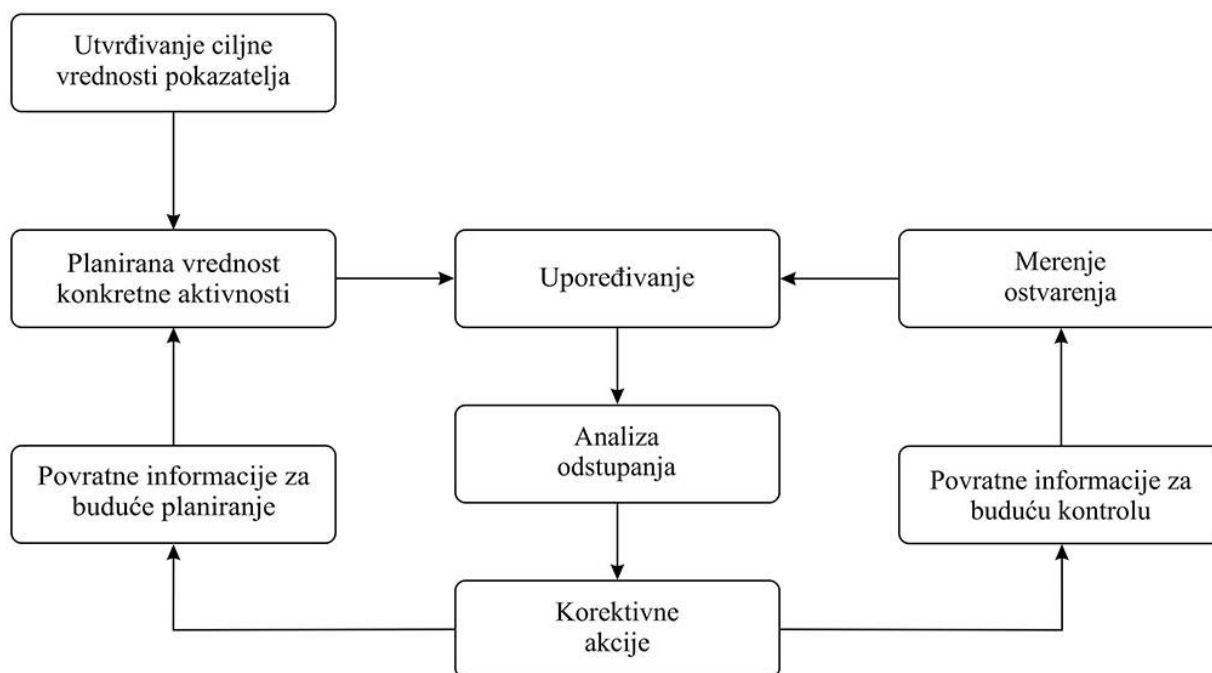 Utvrđivanje ciljne
vrednosti pokazatelja
Planirana vrednost
konkretne aktivnosti
Upoređivanje
Merenje
ostvarenja
Analiza
odstupanja
Povratne informacije za
buduće planiranje
Povratne informacije za
buduću kontrolu
Korektivne
akcije